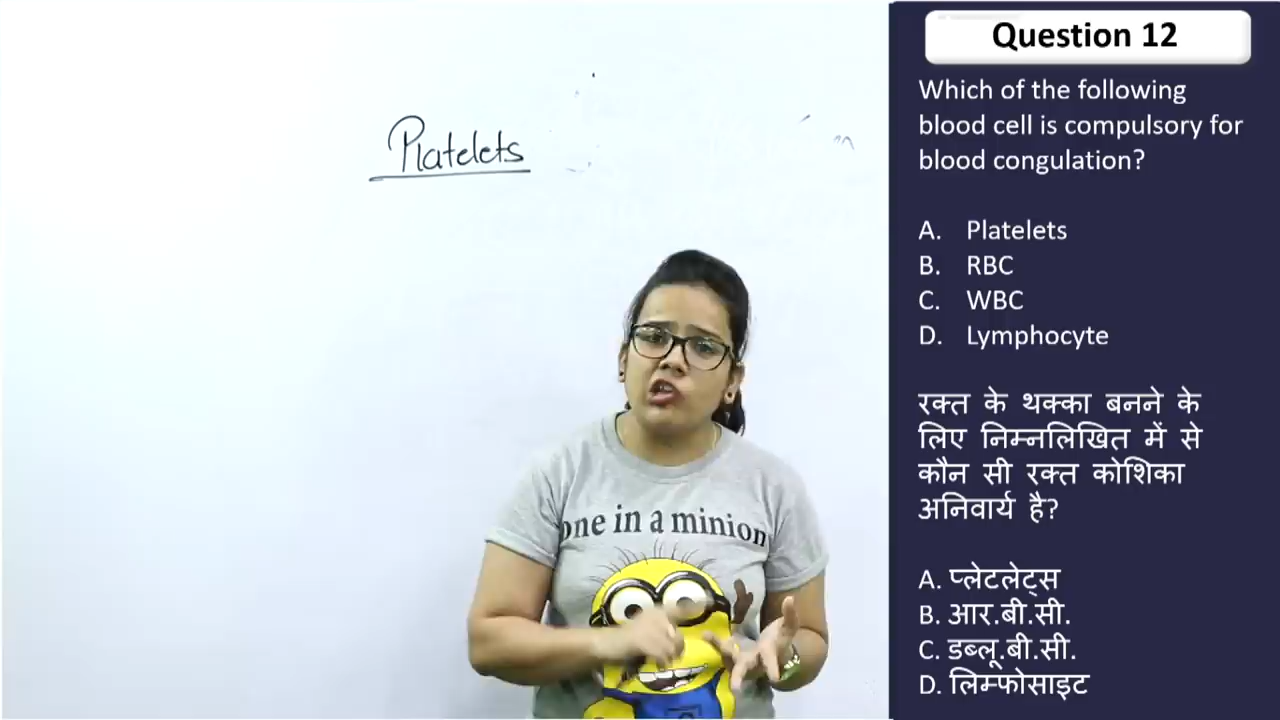 Platelets
one in a minion
Question 12
Which of the following
blood cell is compulsory for
blood congulation?
A. Platelets
B. RBC
C. WBC
D. Lymphocyte
रक्त के थक्का बनने के
लिए निम्नलिखित में से
कौन सी रक्त कोशिका
अनिवार्य है?
A. प्लेटलेट्स
B. आर.बी.सी.
C. डब्लू.बी.सी.
D. लिम्फोसाइट